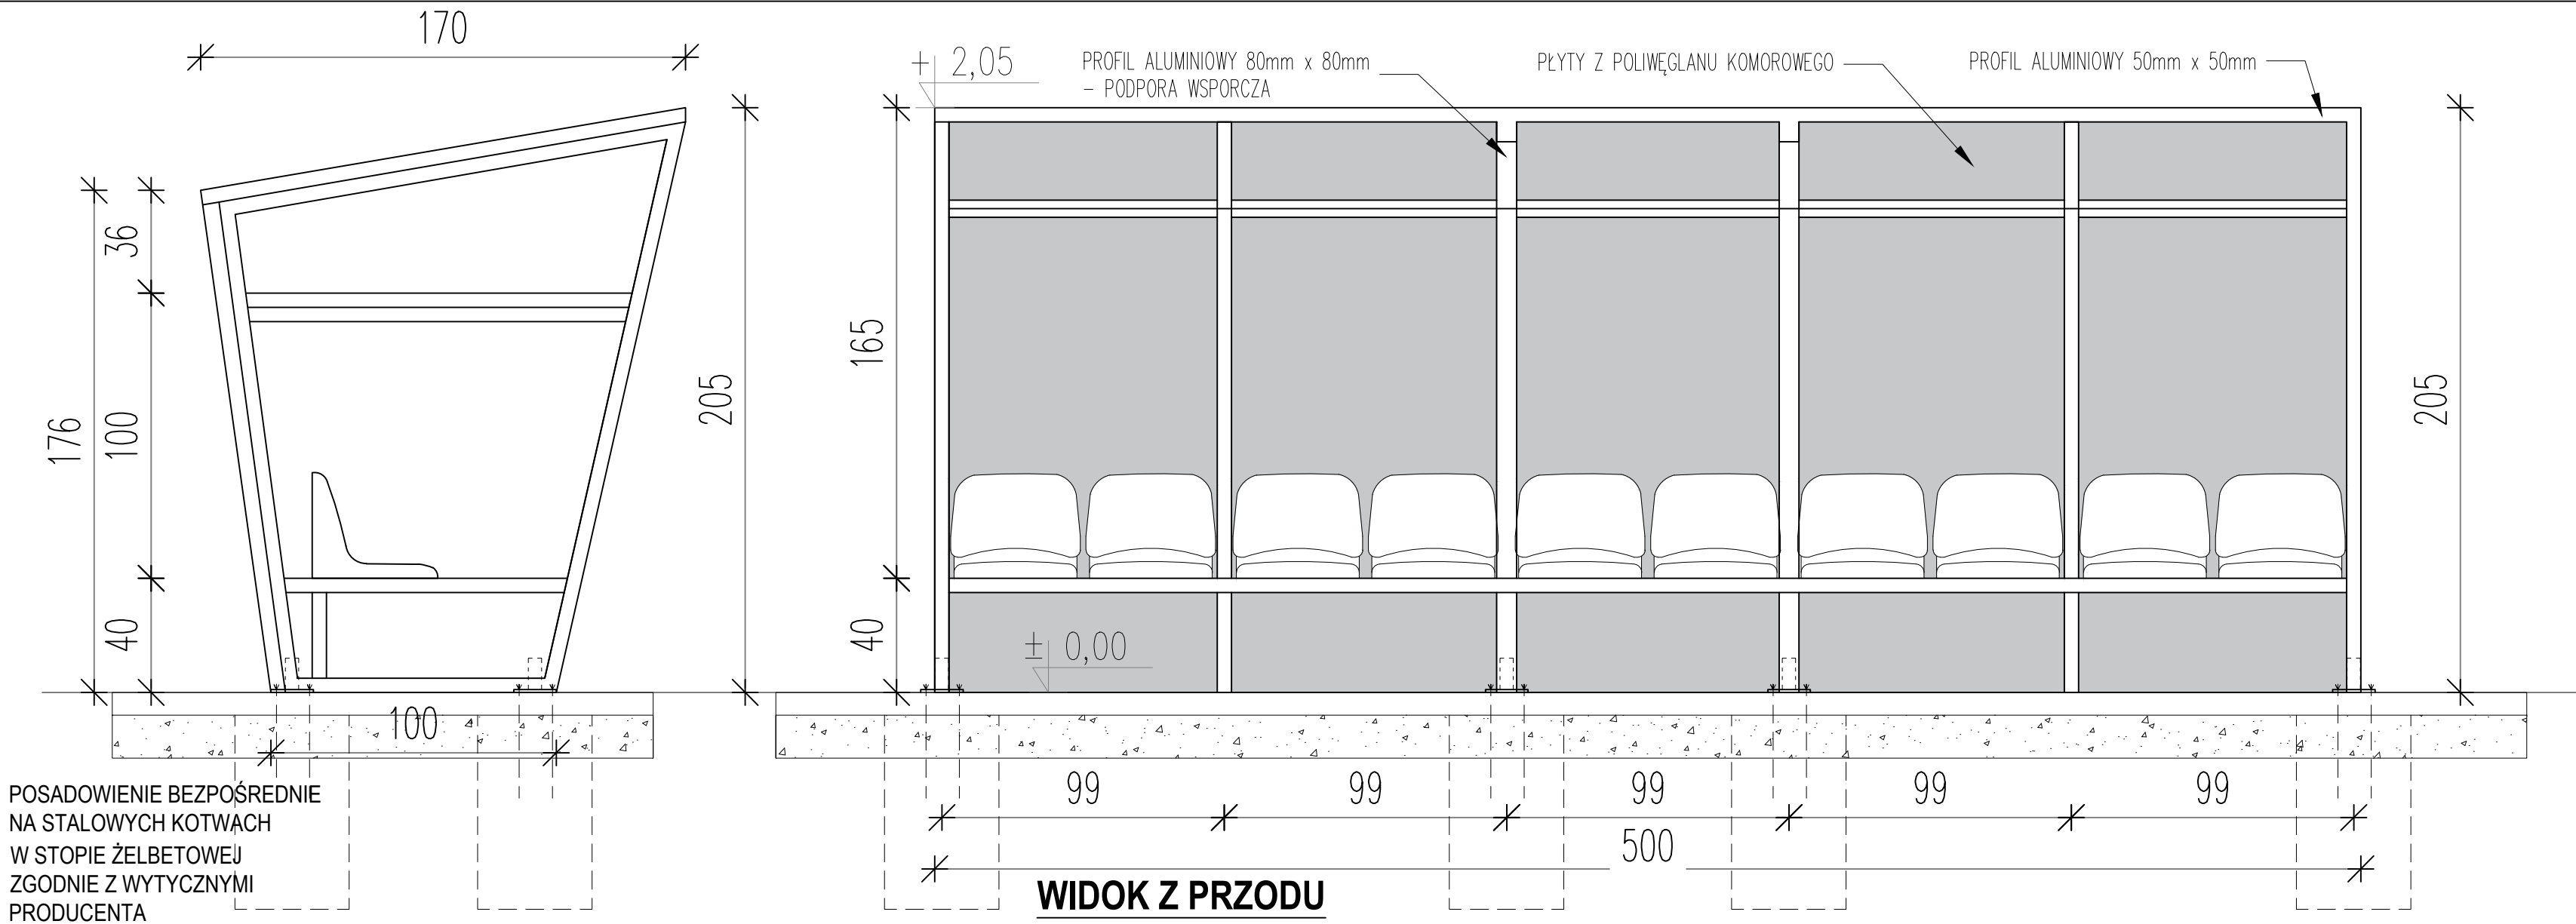 170
+ 2,05
PROFIL ALUMINIOWY 80mm x 80mm
- PODPORA WSPORCZA
PŁYTY Z POLIWĘGLANU KOMOROWEGO
PROFIL ALUMINIOWY 50mm x 50mm
176
36
100
40
205
165
40
205
± 0,00
100
99
99
99
99
99
500
POSADOWIENIE BEZPOŚREDNIE
NA STALOWYCH KOTWACH
W STOPIE ŻELBETOWEJ
ZGODNIE Z WYTYCZNYMI
PRODUCENTA
WIDOK Z PRZODU